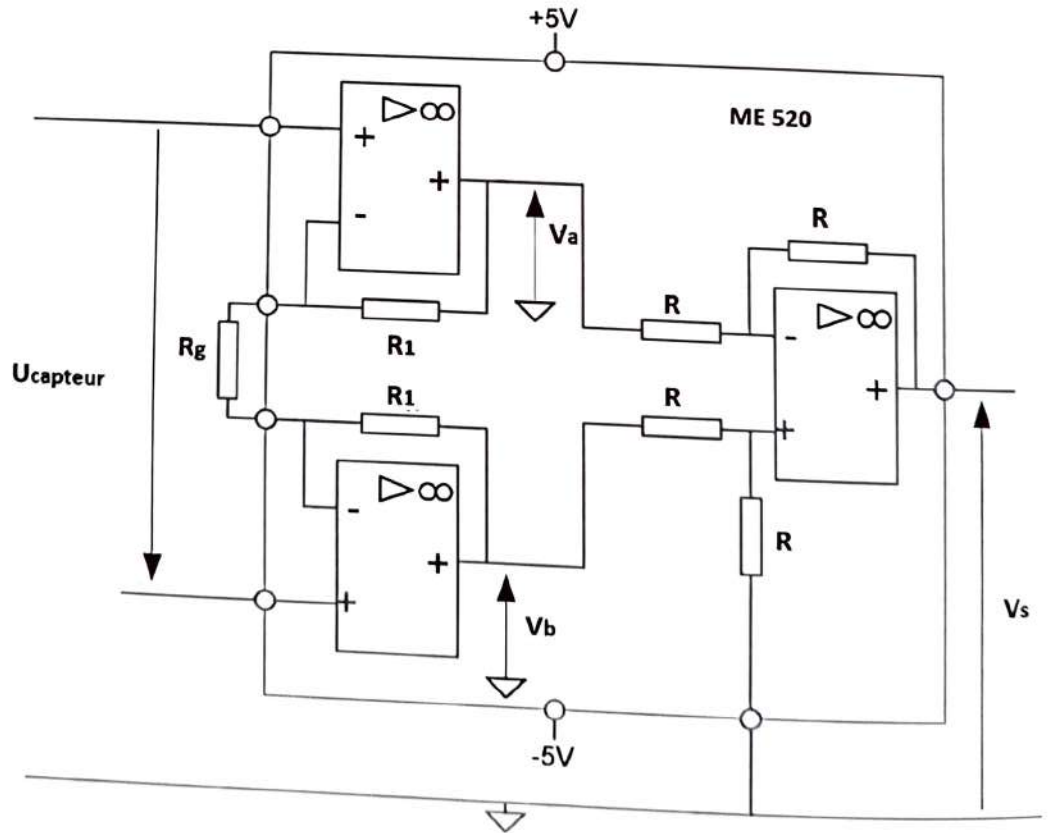 +5V
ME 520
▷∞
+
-
+
Va
R
R
▷∞
-
+
+
Rg
R1
Ucapteur
R1
R
▷∞
-
+
+
R
Vb
Vs
-5V